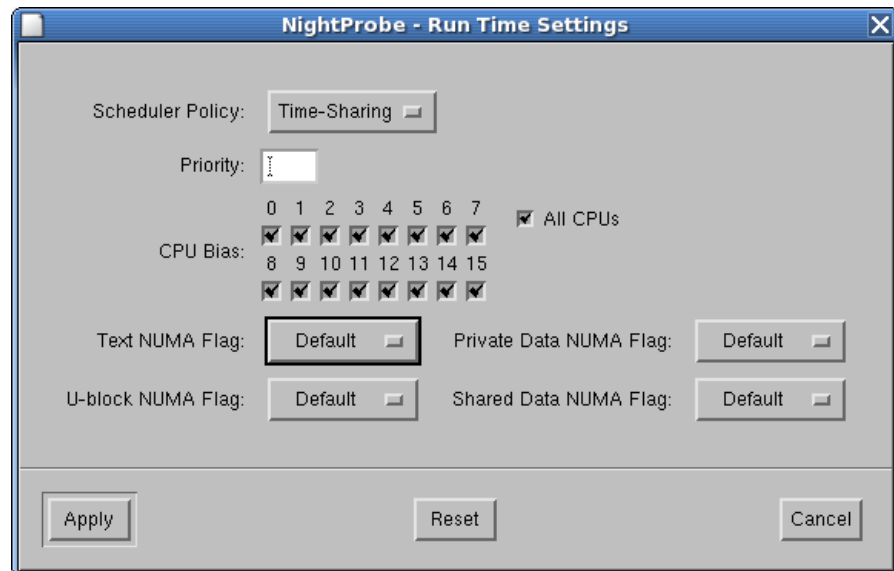 NightProbe - Run Time Settings
Scheduler Policy: Time-Sharing
Priority:
0 1 2 3 4 5 6 7
All CPUs
CPU Bias:
8 9 10 11 12 13 14 15
Text NUMA Flag: Default Private Data NUMA Flag: Default
U-block NUMA Flag: Default Shared Data NUMA Flag: Default
Apply Reset Cancel